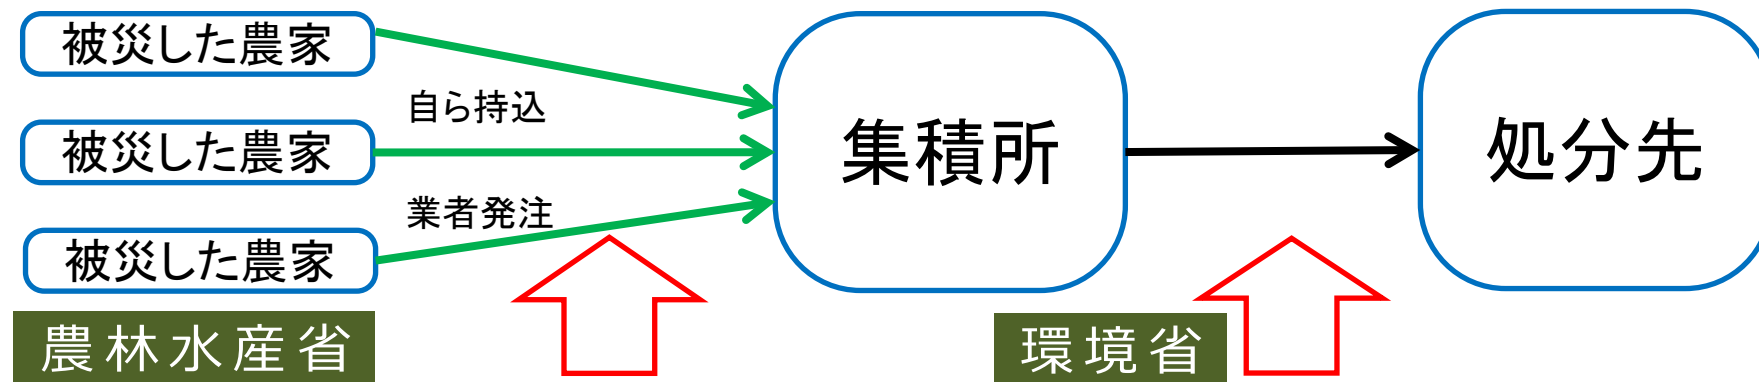 被災した農家
自ら持込
被災した農家
業者発注
被災した農家
集積所
処分先
農林水産省
環境省